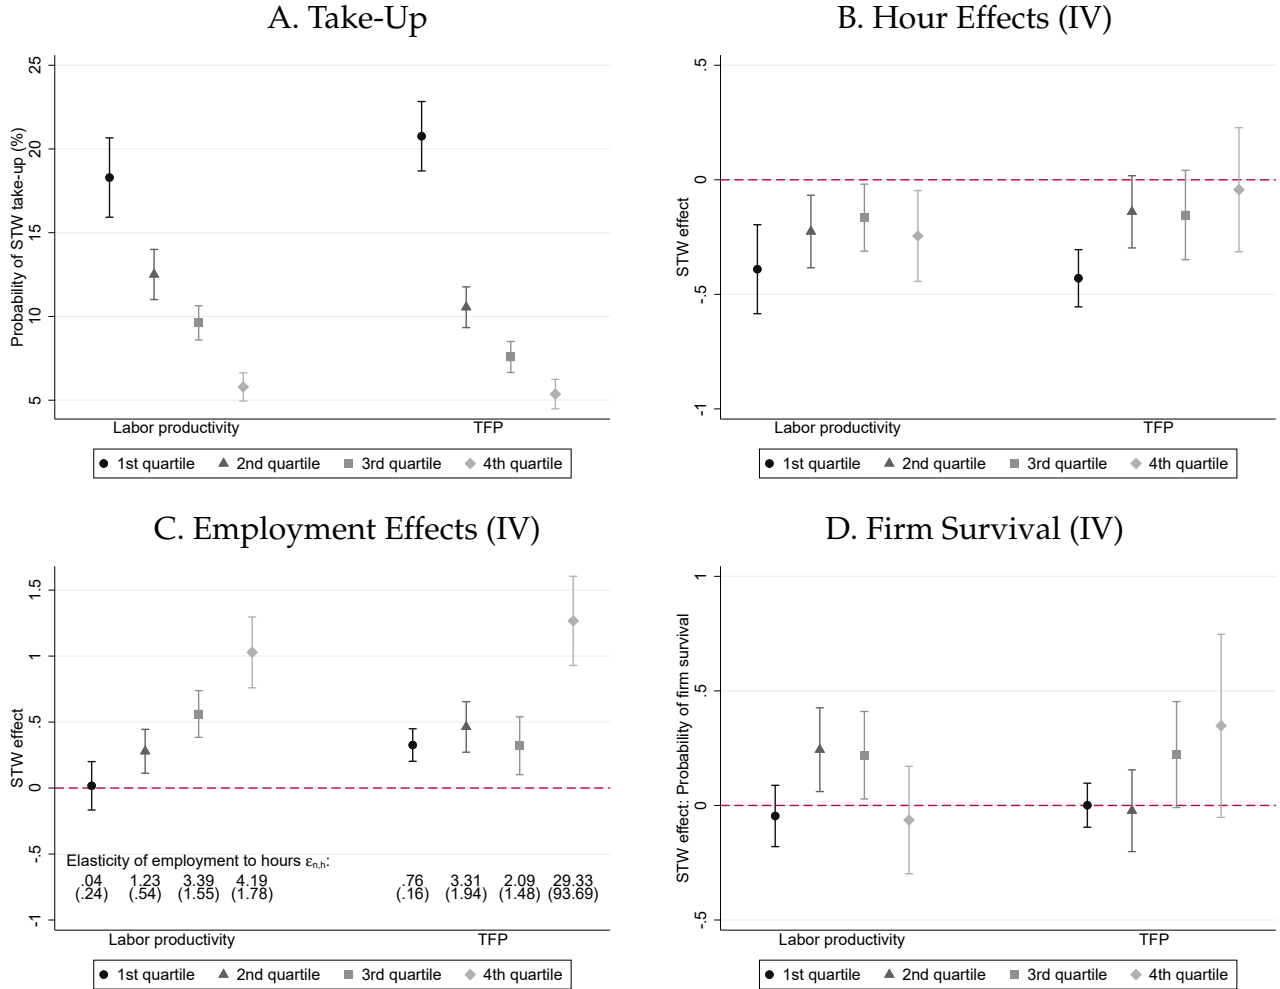 A. Take-Up
Probability of STW take-up (%)
25
20
15
10
5
Labor productivity TFP
1st quartile 2nd quartile 3rd quartile 4th quartile
B. Hour Effects (IV)
STW effect
.5
0
-.5
-1
Labor productivity TFP
1st quartile 2nd quartile 3rd quartile 4th quartile
C. Employment Effects (IV)
STW effect
1.5
1
.5
0
-.5
-1
Elasticity of employment to hours εn,h:
.04 1.23 3.39 4.19 .76 3.31 2.09 29.33
(.24) (.54) (1.55) (1.78) (.16) (1.94) (1.48) (93.69)
Labor productivity TFP
1st quartile 2nd quartile 3rd quartile 4th quartile
D. Firm Survival (IV)
STW effect: Probability of firm survival
1
.5
0
-.5
Labor productivity TFP
1st quartile 2nd quartile 3rd quartile 4th quartile